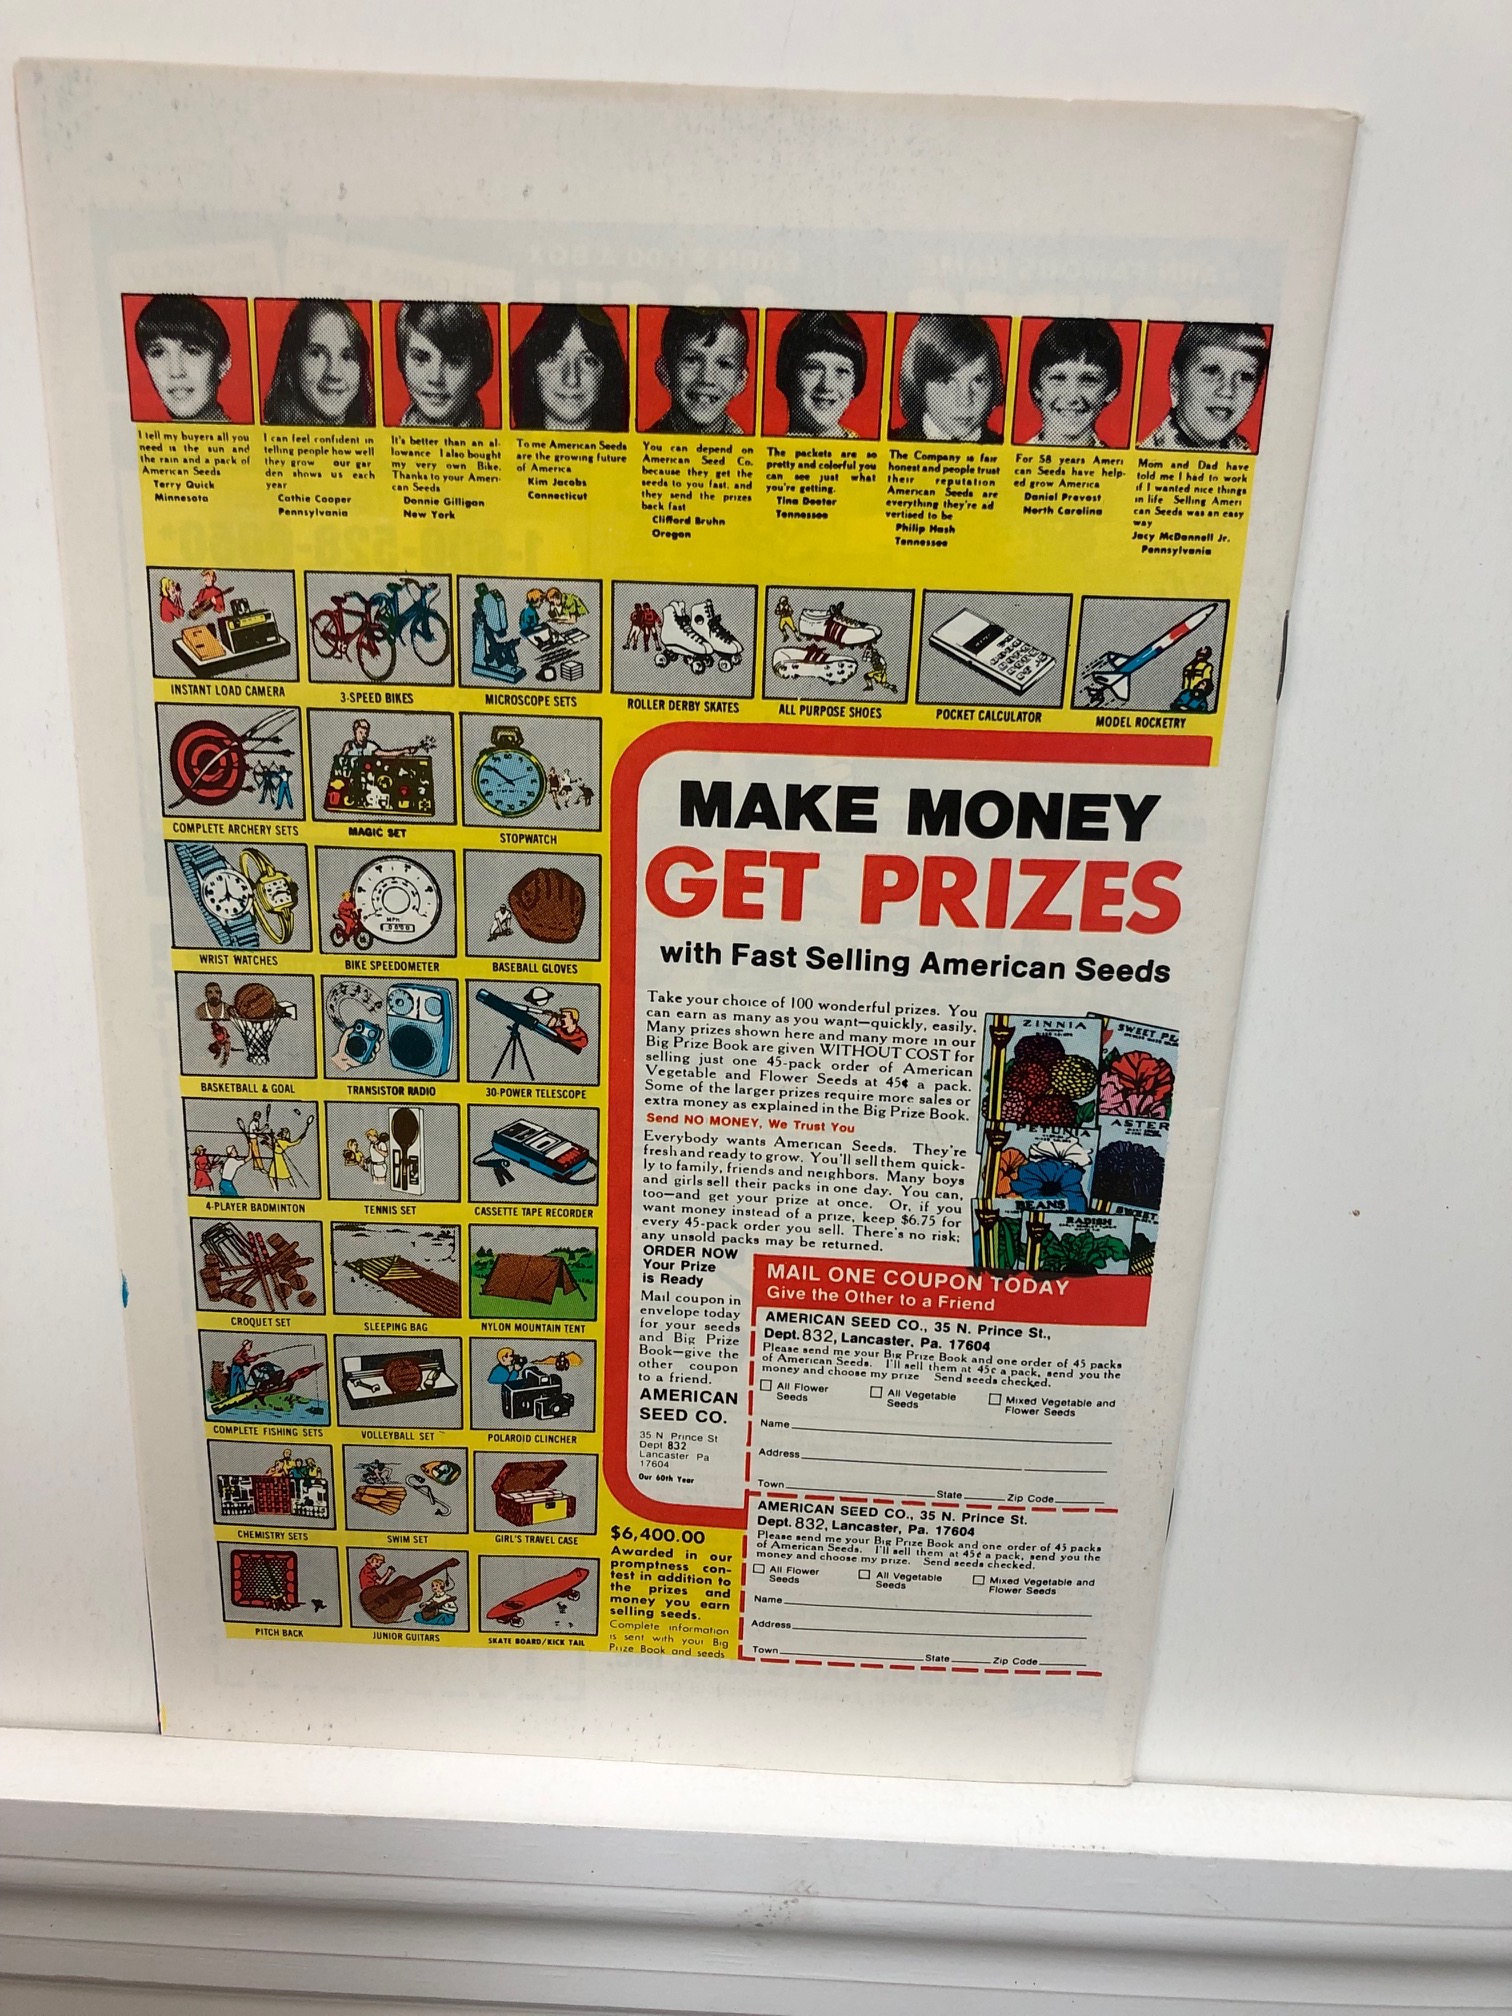 I tell my buyers all you
need is the sun and
the rain and a pack of
American Seeds
Terry Quick
Minnesota
I can feel confident in
telling people how well
they grow our gar
den shows us each
year
Cathie Cooper
Pennsylvania
It's better than an al-
lowance I also bought
my very own Bike.
Thanks to your Ameri-
can Seeds
Donnie Gilligan
New York
To me American Seeds
are the growing future
of America
Kim Jacobs
Connecticut
You can depend on
American Seed Co.
because they get the
seeds to you fast, and
they send the prizes
back fast
Clifford Bruhn
Oregon
The packets are so
pretty and colorful you
can see just what
you're getting.
Tina Deeter
Tennessee
The Company is fair
honest and people trust
their reputation
American Seeds are
everything they're ad
vertised to be
Philip Hash
Tennessee
For 58 years Ameri
can Seeds have help-
ed grow America
Daniel Prevost
North Carolina
Mom and Dad have
told me I had to work
if I wanted nice things
in life Selling Ameri
can Seeds was an easy
way
Jacy McDannell Jr.
Pennsylvania
INSTANT LOAD CAMERA
3-SPEED BIKES
MICROSCOPE SETS
ROLLER DERBY SKATES
ALL PURPOSE SHOES
POCKET CALCULATOR
MODEL ROCKETRY
COMPLETE ARCHERY SETS
MAGIC SET
STOPWATCH
WRIST WATCHES
MPH
BIKE SPEEDOMETER
BASEBALL GLOVES
BASKETBALL & GOAL
TRANSISTOR RADIO
30-POWER TELESCOPE
4-PLAYER BADMINTON
TENNIS SET
CASSETTE TAPE RECORDER
CROQUET SET
SLEEPING BAG
NYLON MOUNTAIN TENT
COMPLETE FISHING SETS
VOLLEYBALL SET
POLAROID CLINCHER
CHEMISTRY SETS
SWIM SET
GIRL'S TRAVEL CASE
PITCH BACK
JUNIOR GUITARS
SKATE BOARD/KICK TAIL
MAKE MONEY
GET PRIZES
with Fast Selling American Seeds
Take your choice of 100 wonderful prizes. You
can earn as many as you want—quickly, easily.
Many prizes shown here and many more in our
Big Prize Book are given WITHOUT COST for
selling just one 45-pack order of American
Vegetable and Flower Seeds at 45¢ a pack.
Some of the larger prizes require more sales or
extra money as explained in the Big Prize Book.
Send NO MONEY, We Trust You
Everybody wants American Seeds. They're
fresh and ready to grow. You'll sell them quick-
ly to family, friends and neighbors. Many boys
and girls sell their packs in one day. You can,
too—and get your prize at once. Or, if you
want money instead of a prize, keep $6.75 for
every 45-pack order you sell. There's no risk;
any unsold packs may be returned.
ZINNIA
SWEET PE
PETUNIA
ASTER
BEANS
RADISH
SWEET
ORDER NOW
Your Prize
is Ready
Mail coupon in
envelope today
for your seeds
and Big Prize
Book—give the
other coupon
to a friend.
AMERICAN
SEED CO.
35 N Prince St
Dept 832
Lancaster Pa
17604
Our 60th Year
MAIL ONE COUPON TODAY
Give the Other to a Friend
AMERICAN SEED CO., 35 N. Prince St.,
Dept. 832, Lancaster, Pa. 17604
Please send me your Big Prize Book and one order of 45 packs
of American Seeds. I'll sell them at 45¢ a pack, send you the
money and choose my prize Send seeds checked.
All Flower
Seeds
All Vegetable
Seeds
Mixed Vegetable and
Flower Seeds
Name
Address
Town State Zip Code
AMERICAN SEED CO., 35 N. Prince St.
Dept. 832, Lancaster, Pa. 17604
Please send me your Big Prize Book and one order of 45 packs
of American Seeds. I'll sell them at 45¢ a pack, send you the
money and choose my prize. Send seeds checked.
All Flower
Seeds
All Vegetable
Seeds
Mixed Vegetable and
Flower Seeds
Name
Address
Town State Zip Code
$6,400.00
Awarded in our
promptness con-
test in addition to
the prizes and
money you earn
selling seeds.
Complete information
is sent with your Big
Prize Book and seeds